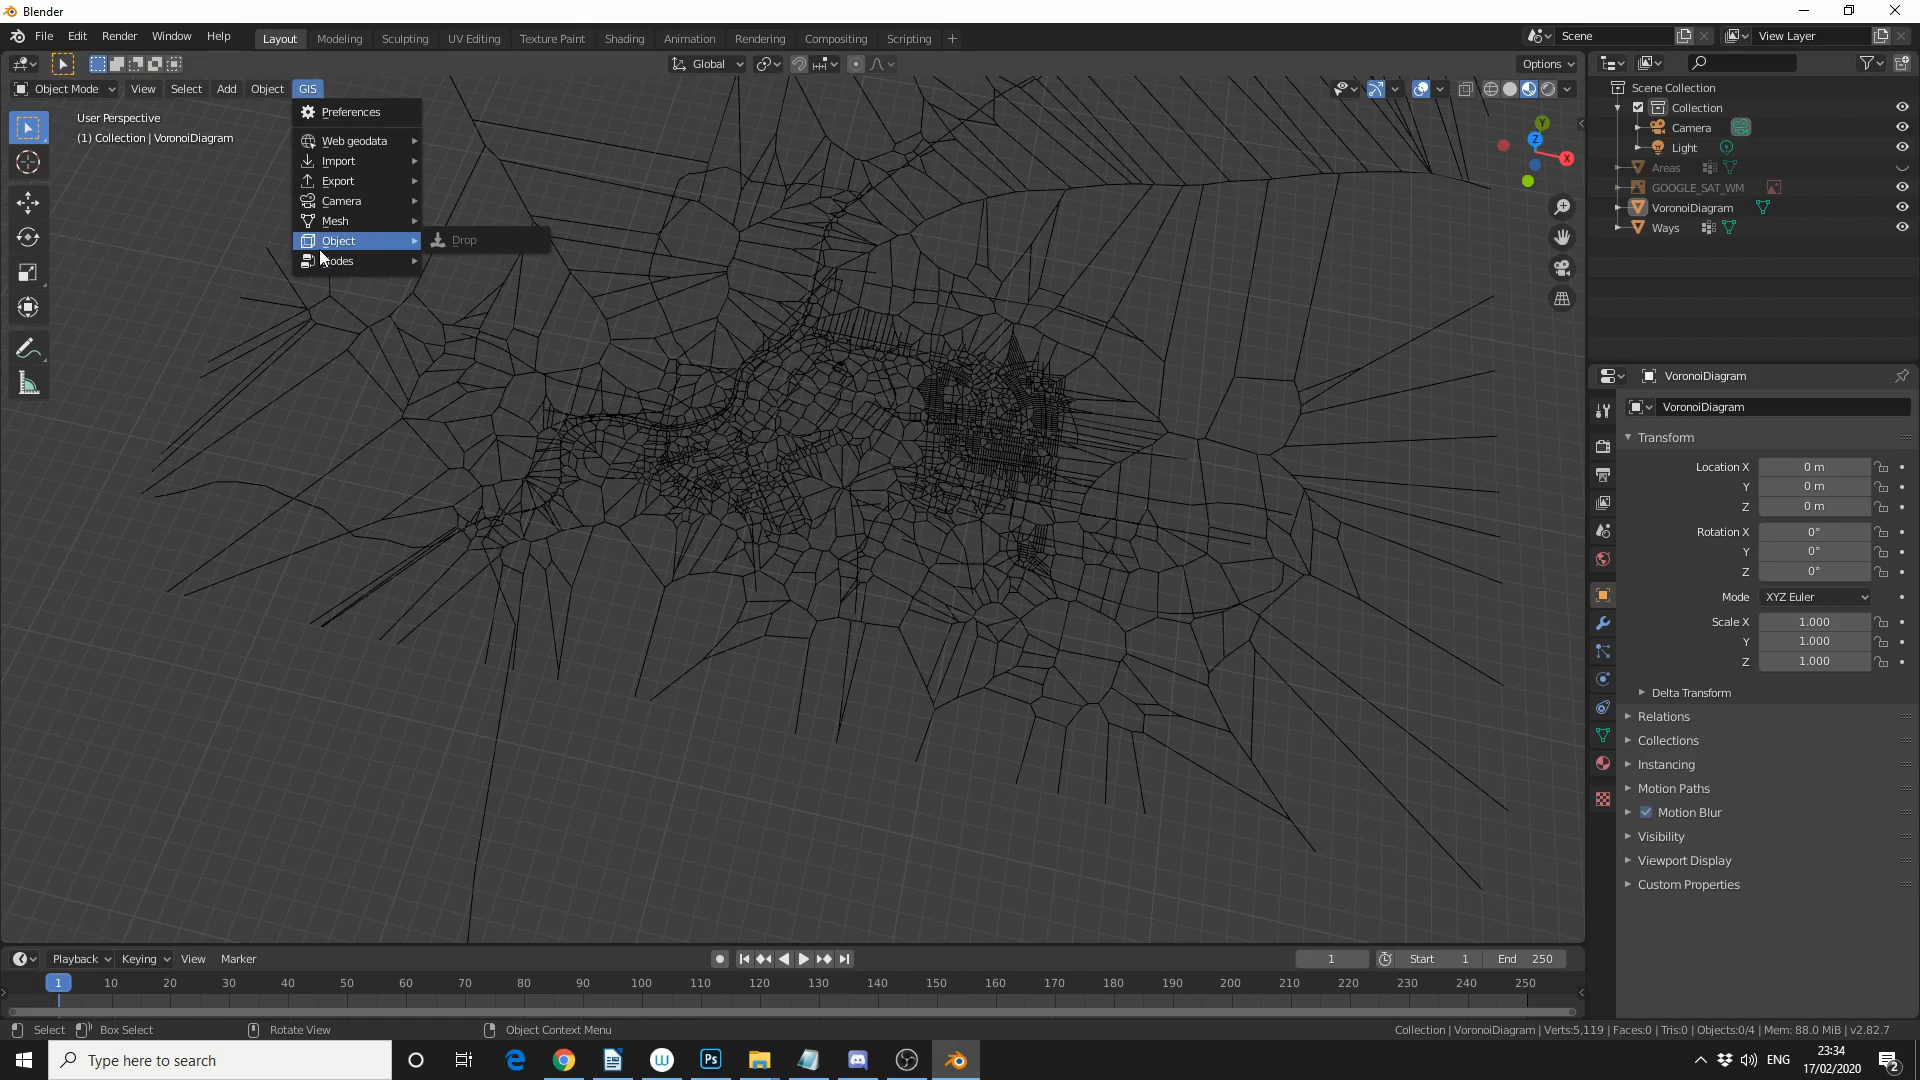 Blender
File Edit Render Window Help Layout Modeling Sculpting UV Editing Texture Paint Shading Animation Rendering Compositing Scripting + Scene View Layer
Global Options
Object Mode View Select Add Object GIS
User Perspective
(1) Collection | VoronoiDiagram
Preferences
Web geodata
Import
Export
Camera
Mesh
Object
Drop
Y
Z
X
Scene Collection
Collection
Camera
Light
Areas
GOOGLE_SAT_WM
VoronoiDiagram
Ways
VoronoiDiagram
VoronoiDiagram
Transform
Location X 0 m
Y 0 m
Z 0 m
Rotation X 0°
Y 0°
Z 0°
Mode XYZ Euler
Scale X 1.000
Y 1.000
Z 1.000
Delta Transform
Relations
Collections
Instancing
Motion Paths
Motion Blur
Visibility
Viewport Display
Custom Properties
Playback Keying View Marker 1 Start 1 End 250
1 10 20 30 40 50 60 70 80 90 100 110 120 130 140 150 160 170 180 190 200 210 220 230 240 250
Select Box Select Rotate View Object Context Menu Collection | VoronoiDiagram | Verts:5,119 | Faces:0 | Tris:0 | Objects:0/4 | Mem: 88.0 MiB | v2.82.7
Type here to search
Ps
ENG
23:34
17/02/2020
2